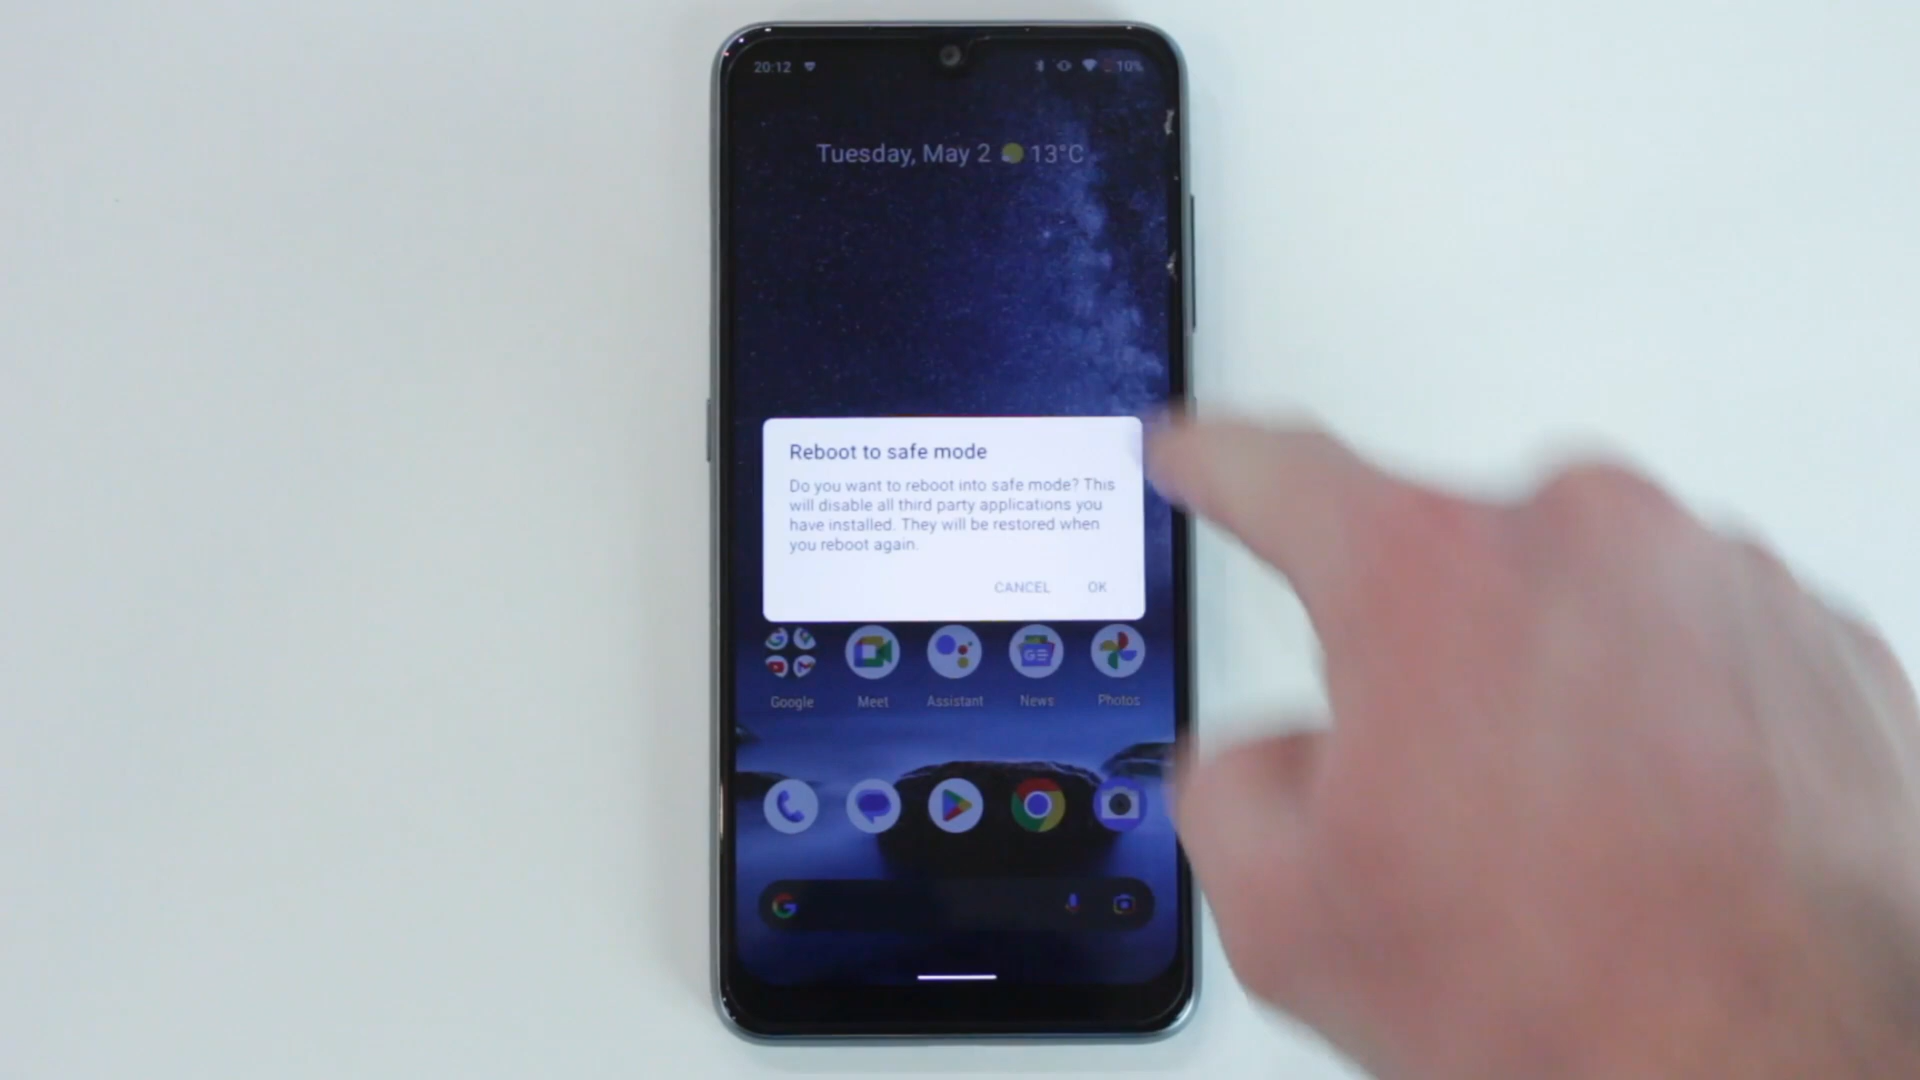 20:12 10%
Tuesday, May 2 13°C
Reboot to safe mode
Do you want to reboot into safe mode? This
will disable all third party applications you
have installed. They will be restored when
you reboot again.
CANCEL OK
Google Meet Assistant News Photos